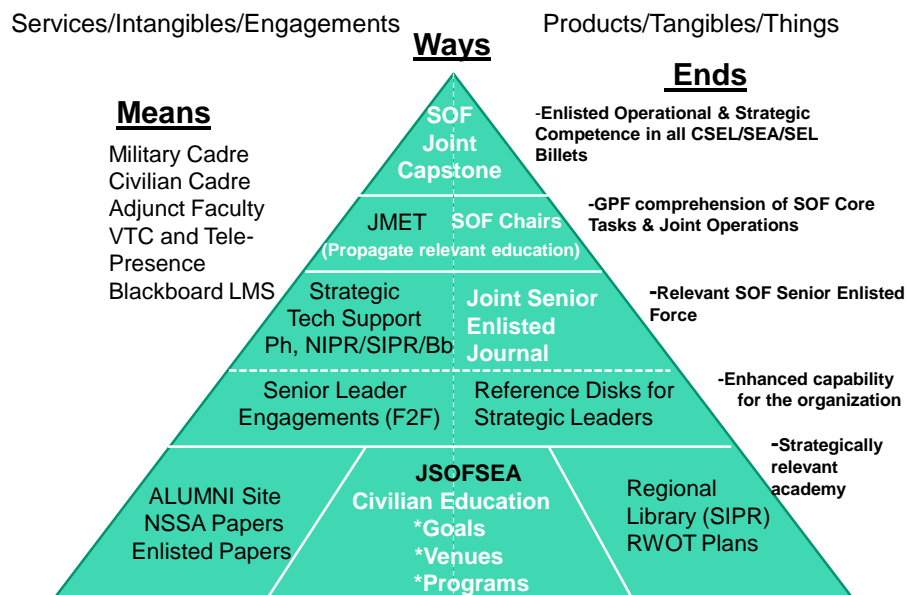 Services/Intangibles/Engagements
Products/Tangibles/Things
Ways
Ends
Means
Military Cadre
Civilian Cadre
Adjunct Faculty
VTC and Tele-
Presence
Blackboard LMS
SOF
Joint
Capstone
-Enlisted Operational & Strategic
Competence in all CSEL/SEA/SEL
Billets
JMET
SOF Chairs
(Propagate relevant education)
-GPF comprehension of SOF Core
Tasks & Joint Operations
Strategic
Tech Support
Ph, NIPR/SIPR/Bb
Joint Senior
Enlisted
Journal
-Relevant SOF Senior Enlisted
Force
Senior Leader
Engagements (F2F)
Reference Disks for
Strategic Leaders
-Enhanced capability
for the organization
-Strategically
relevant
academy
ALUMNI Site
NSSA Papers
Enlisted Papers
JSOFSEA
Civilian Education
*Goals
*Venues
*Programs
Regional
Library (SIPR)
RWOT Plans